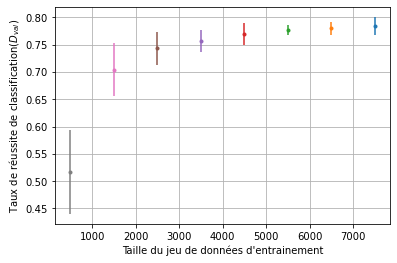 Taux de réussite de classification(D_val)
0.80
0.75
0.70
0.65
0.60
0.55
0.50
0.45
1000 2000 3000 4000 5000 6000 7000
Taille du jeu de données d'entrainement